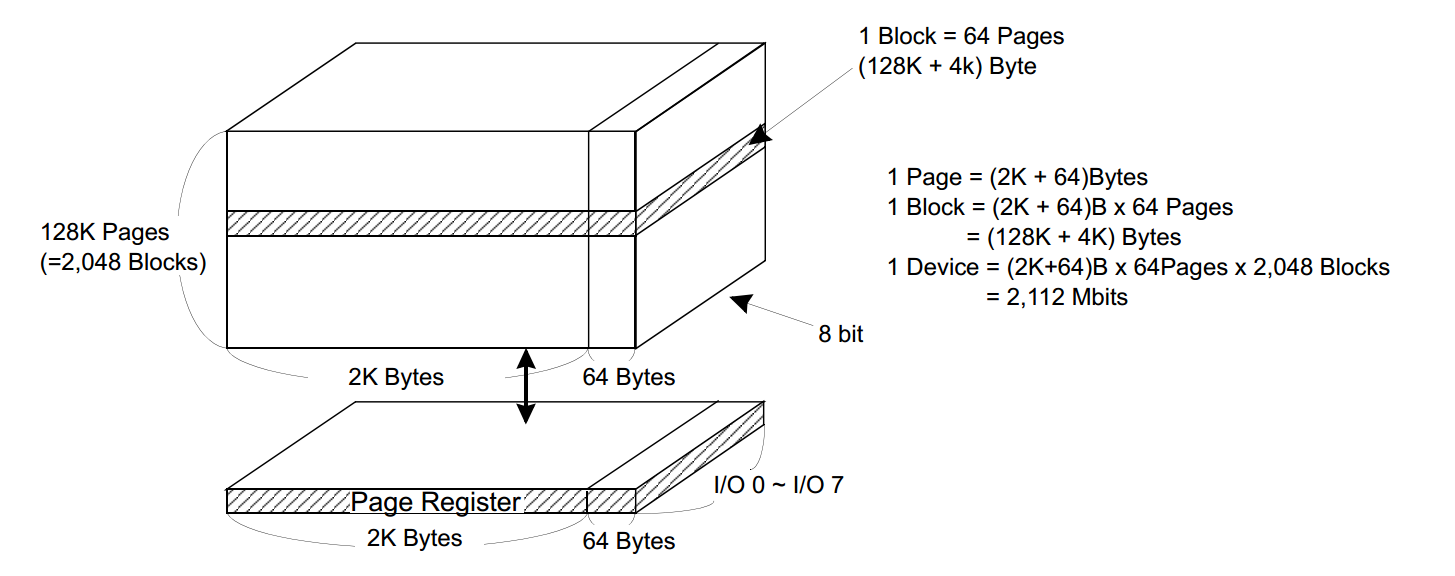 1 Block = 64 Pages
(128K + 4k) Byte
1 Page = (2K + 64)Bytes
1 Block = (2K + 64)B x 64 Pages
= (128K + 4K) Bytes
1 Device = (2K+64)B x 64Pages x 2,048 Blocks
= 2,112 Mbits
128K Pages
(=2,048 Blocks)
8 bit
2K Bytes
64 Bytes
I/O 0 ~ I/O 7
Page Register
2K Bytes
64 Bytes